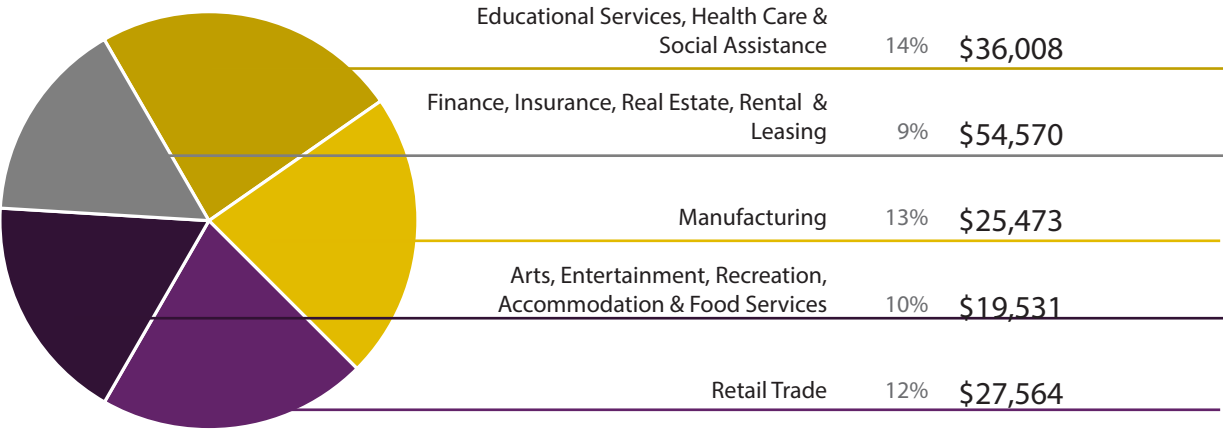 Educational Services, Health Care &
Social Assistance 14% $36,008
Finance, Insurance, Real Estate, Rental &
Leasing 9% $54,570
Manufacturing 13% $25,473
Arts, Entertainment, Recreation,
Accommodation & Food Services 10% $19,531
Retail Trade 12% $27,564